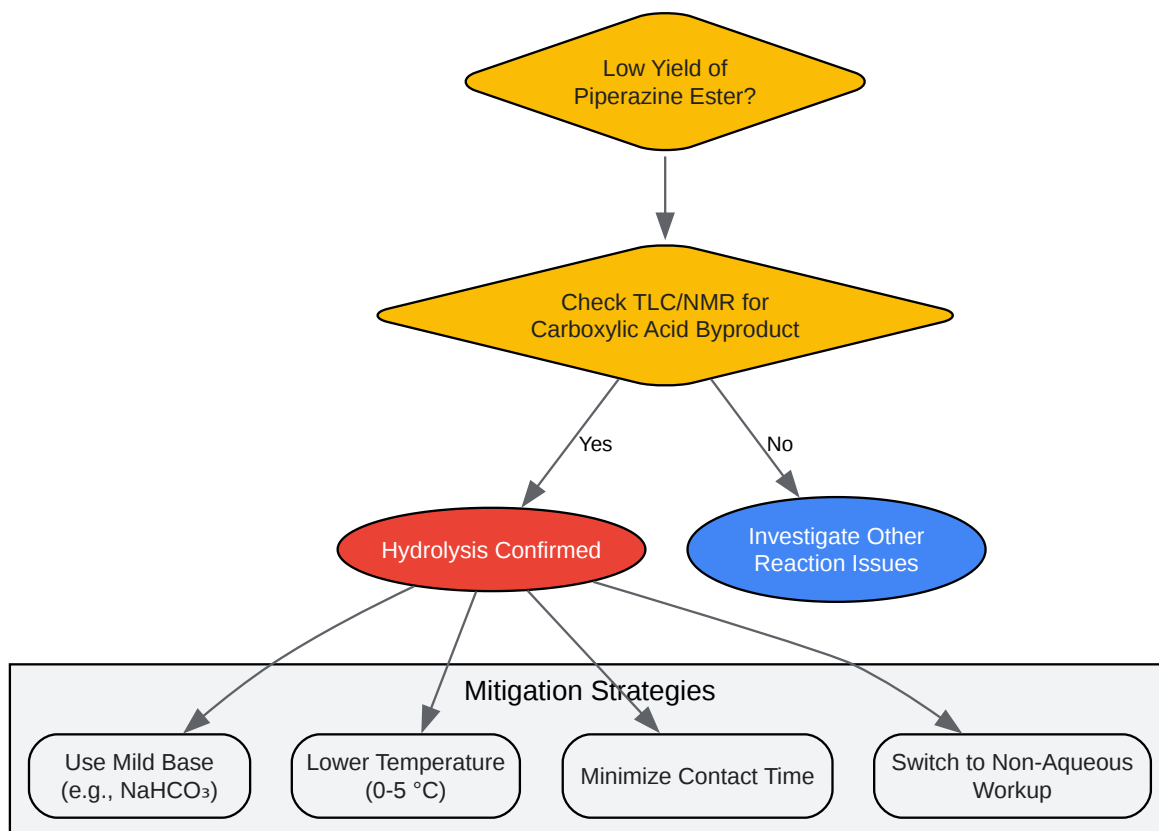 Low Yield of
Piperazine Ester?
Check TLC/NMR for
Carboxylic Acid Byproduct
Yes
No
Hydrolysis Confirmed
Investigate Other
Reaction Issues
Mitigation Strategies
Use Mild Base
(e.g., NaHCO₃)
Lower Temperature
(0-5 °C)
Minimize Contact Time
Switch to Non-Aqueous
Workup